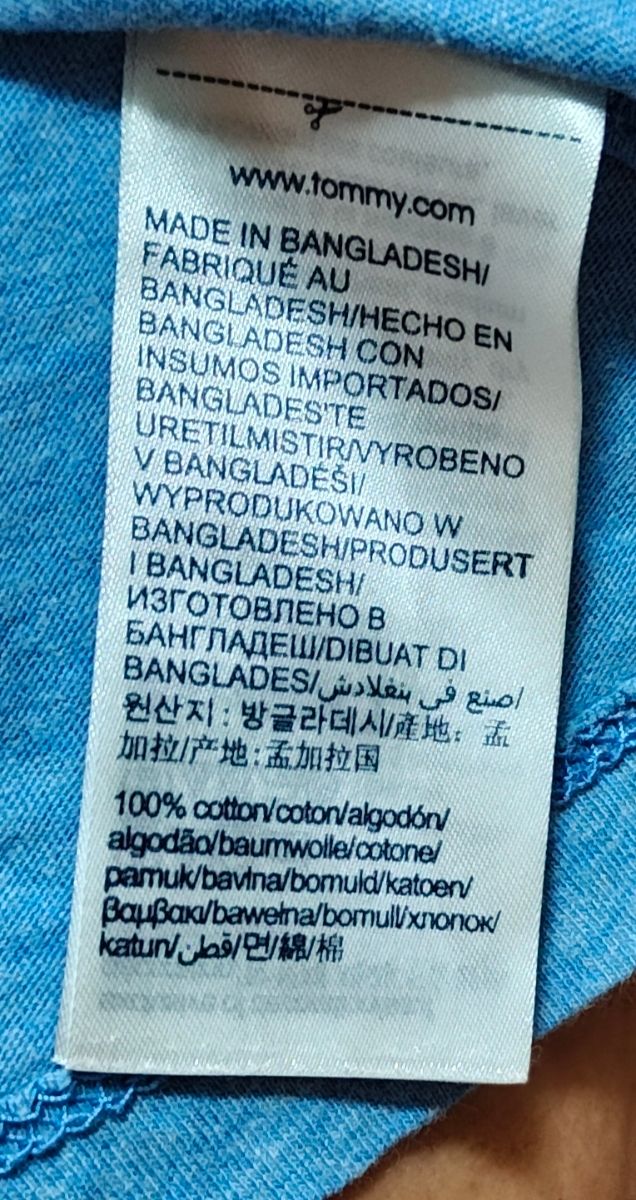 www.tommy.com
MADE IN BANGLADESH/
FABRIQUÉ AU
BANGLADESH/HECHO EN
BANGLADESH CON
INSUMOS IMPORTADOS/
BANGLADES'TE
URETILMISTIR/VYROBENO
V BANGLADÉŠI/
WYPRODUKOWANO W
BANGLADESH/PRODUSERT
I BANGLADESH/
ИЗГОТОВЛЕНО В
БАНГЛАДЕШ/DIBUAT DI
BANGLADES/صنع في بنغلادش/
원산지 : 방글라데시/產地: 孟
加拉/产地:孟加拉国
100% cotton/coton/algodón/
algodão/baumwolle/cotone/
pamuk/bavlna/bomuld/katoen/
βαμβακι/bawełna/bomull/хлопок/
katun/قطن/면/綿/棉